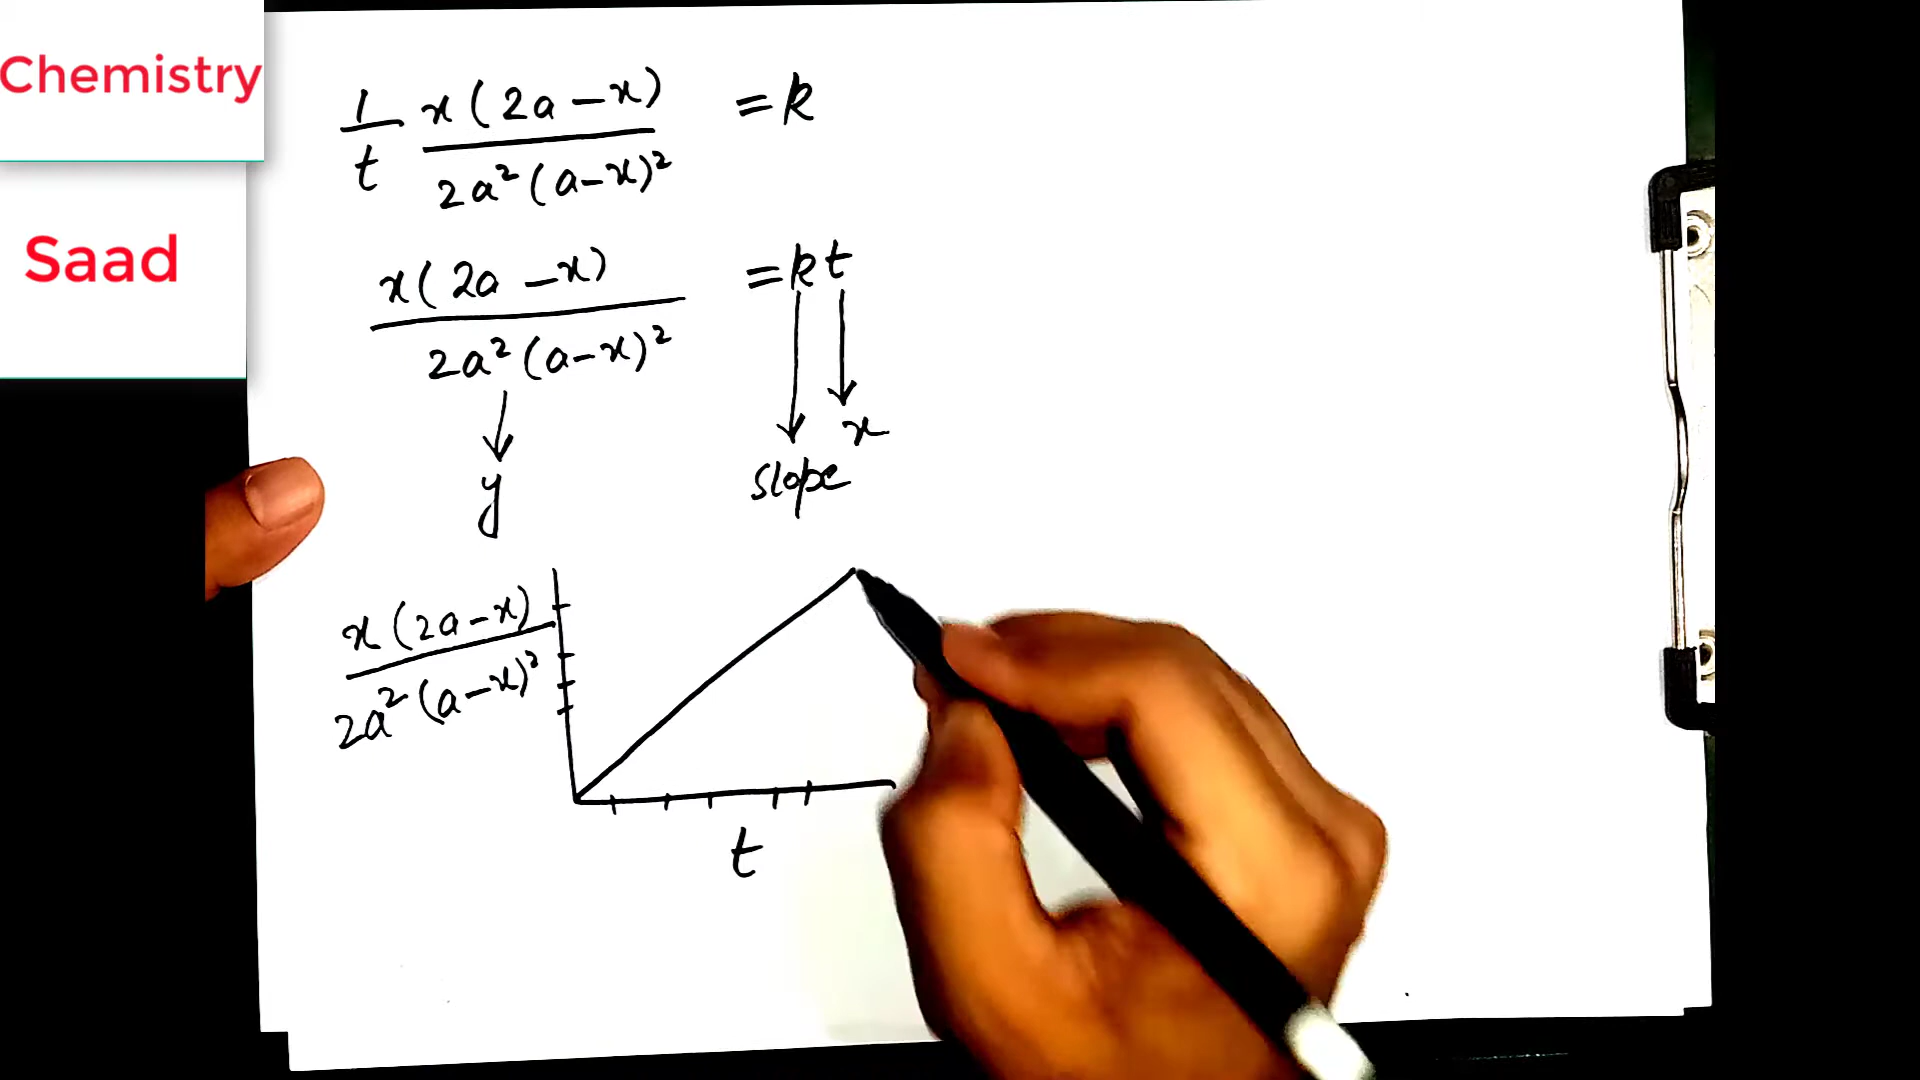 Chemistry
Saad
1/t x(2a-x)/2a²(a-x)² = k
x(2a-x)/2a²(a-x)² = kt
x
y
slope
x(2a-x)/2a²(a-x)²
t